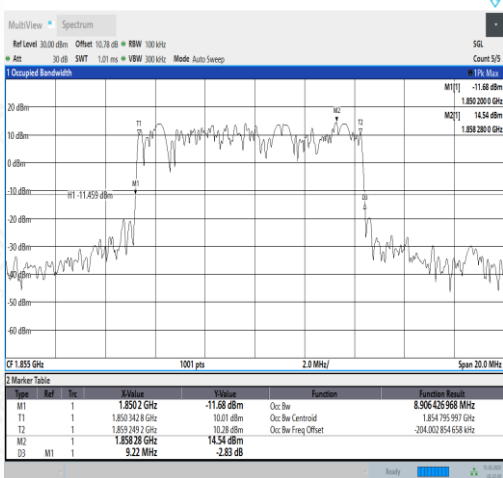 MultiView Spectrum
Ref Level 30.00 dBm Offset 10.78 dB RBW 100 kHz SGL
Att 30 dB SWT 1.01 ms VBW 300 kHz Mode Auto Sweep Count 5/5
1 Occupied Bandwidth 1Pk Max
M1[1] -11.68 dBm
1.850 200 0 GHz
M2[1] 14.54 dBm
1.858 280 0 GHz
20 dBm
M2
T1 T2
10 dBm
0 dBm
-10 dBm
M1
H1 -11.459 dBm
D3
-20 dBm
-30 dBm
-40 dBm
-50 dBm
-60 dBm
CF 1.855 GHz 1001 pts 2.0 MHz/ Span 20.0 MHz
2 Marker Table
Type Ref Trc X-Value Y-Value Function Function Result
M1 1 1.850 2 GHz -11.68 dBm Occ Bw 8.906 426 968 MHz
T1 1 1.850 342 8 GHz 10.01 dBm Occ Bw Centroid 1.854 795 997 GHz
T2 1 1.859 249 2 GHz 10.28 dBm Occ Bw Freq Offset -204.002 854 658 kHz
M2 1 1.858 28 GHz 14.54 dBm
D3 M1 1 9.22 MHz -2.83 dB
Ready